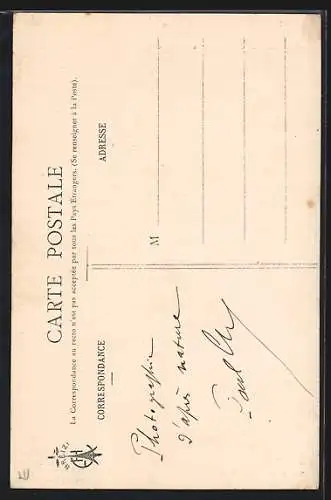 CARTE POSTALE
La Correspondance au recto n'est pas acceptée par tous les Pays Etrangers. (Se renseigner à la Poste).
CORRESPONDANCE
ADRESSE
M
Photographie
d'après nature
Paul